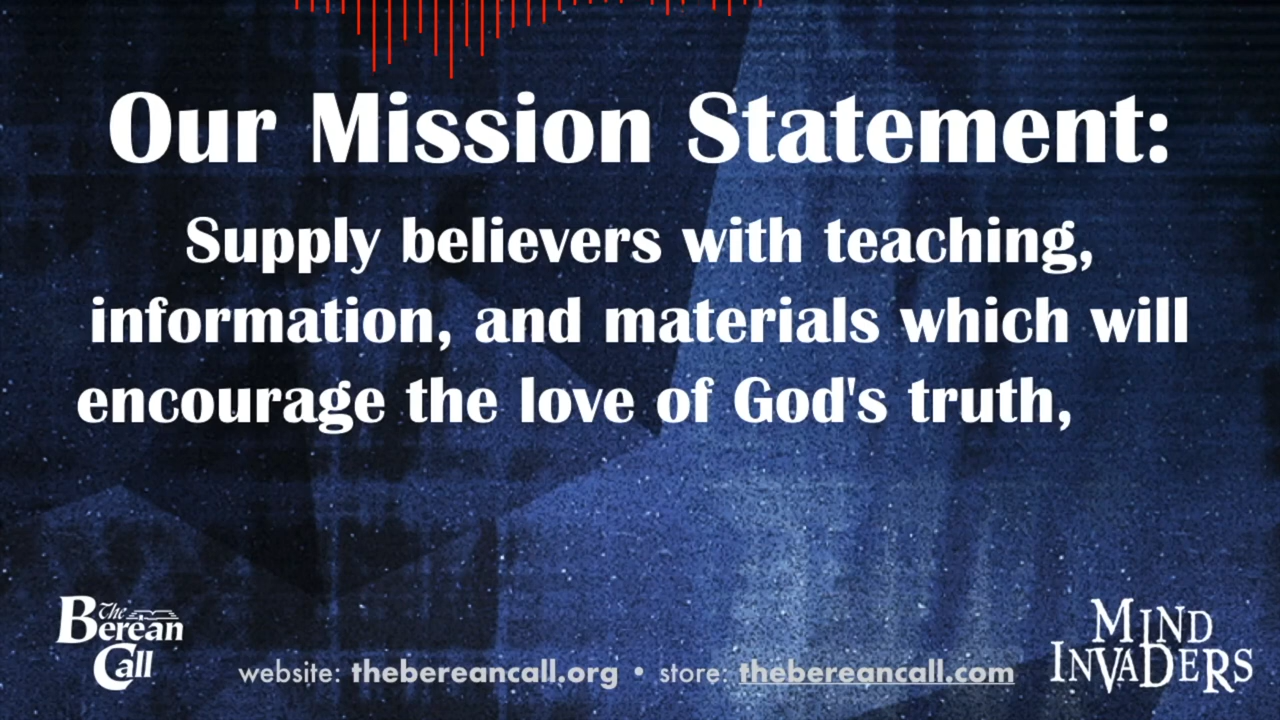 Our Mission Statement:
Supply believers with teaching,
information, and materials which will
encourage the love of God's truth,
The
Berean
Call
website: thebereancall.org • store: thebereancall.com
MIND
INVADERS